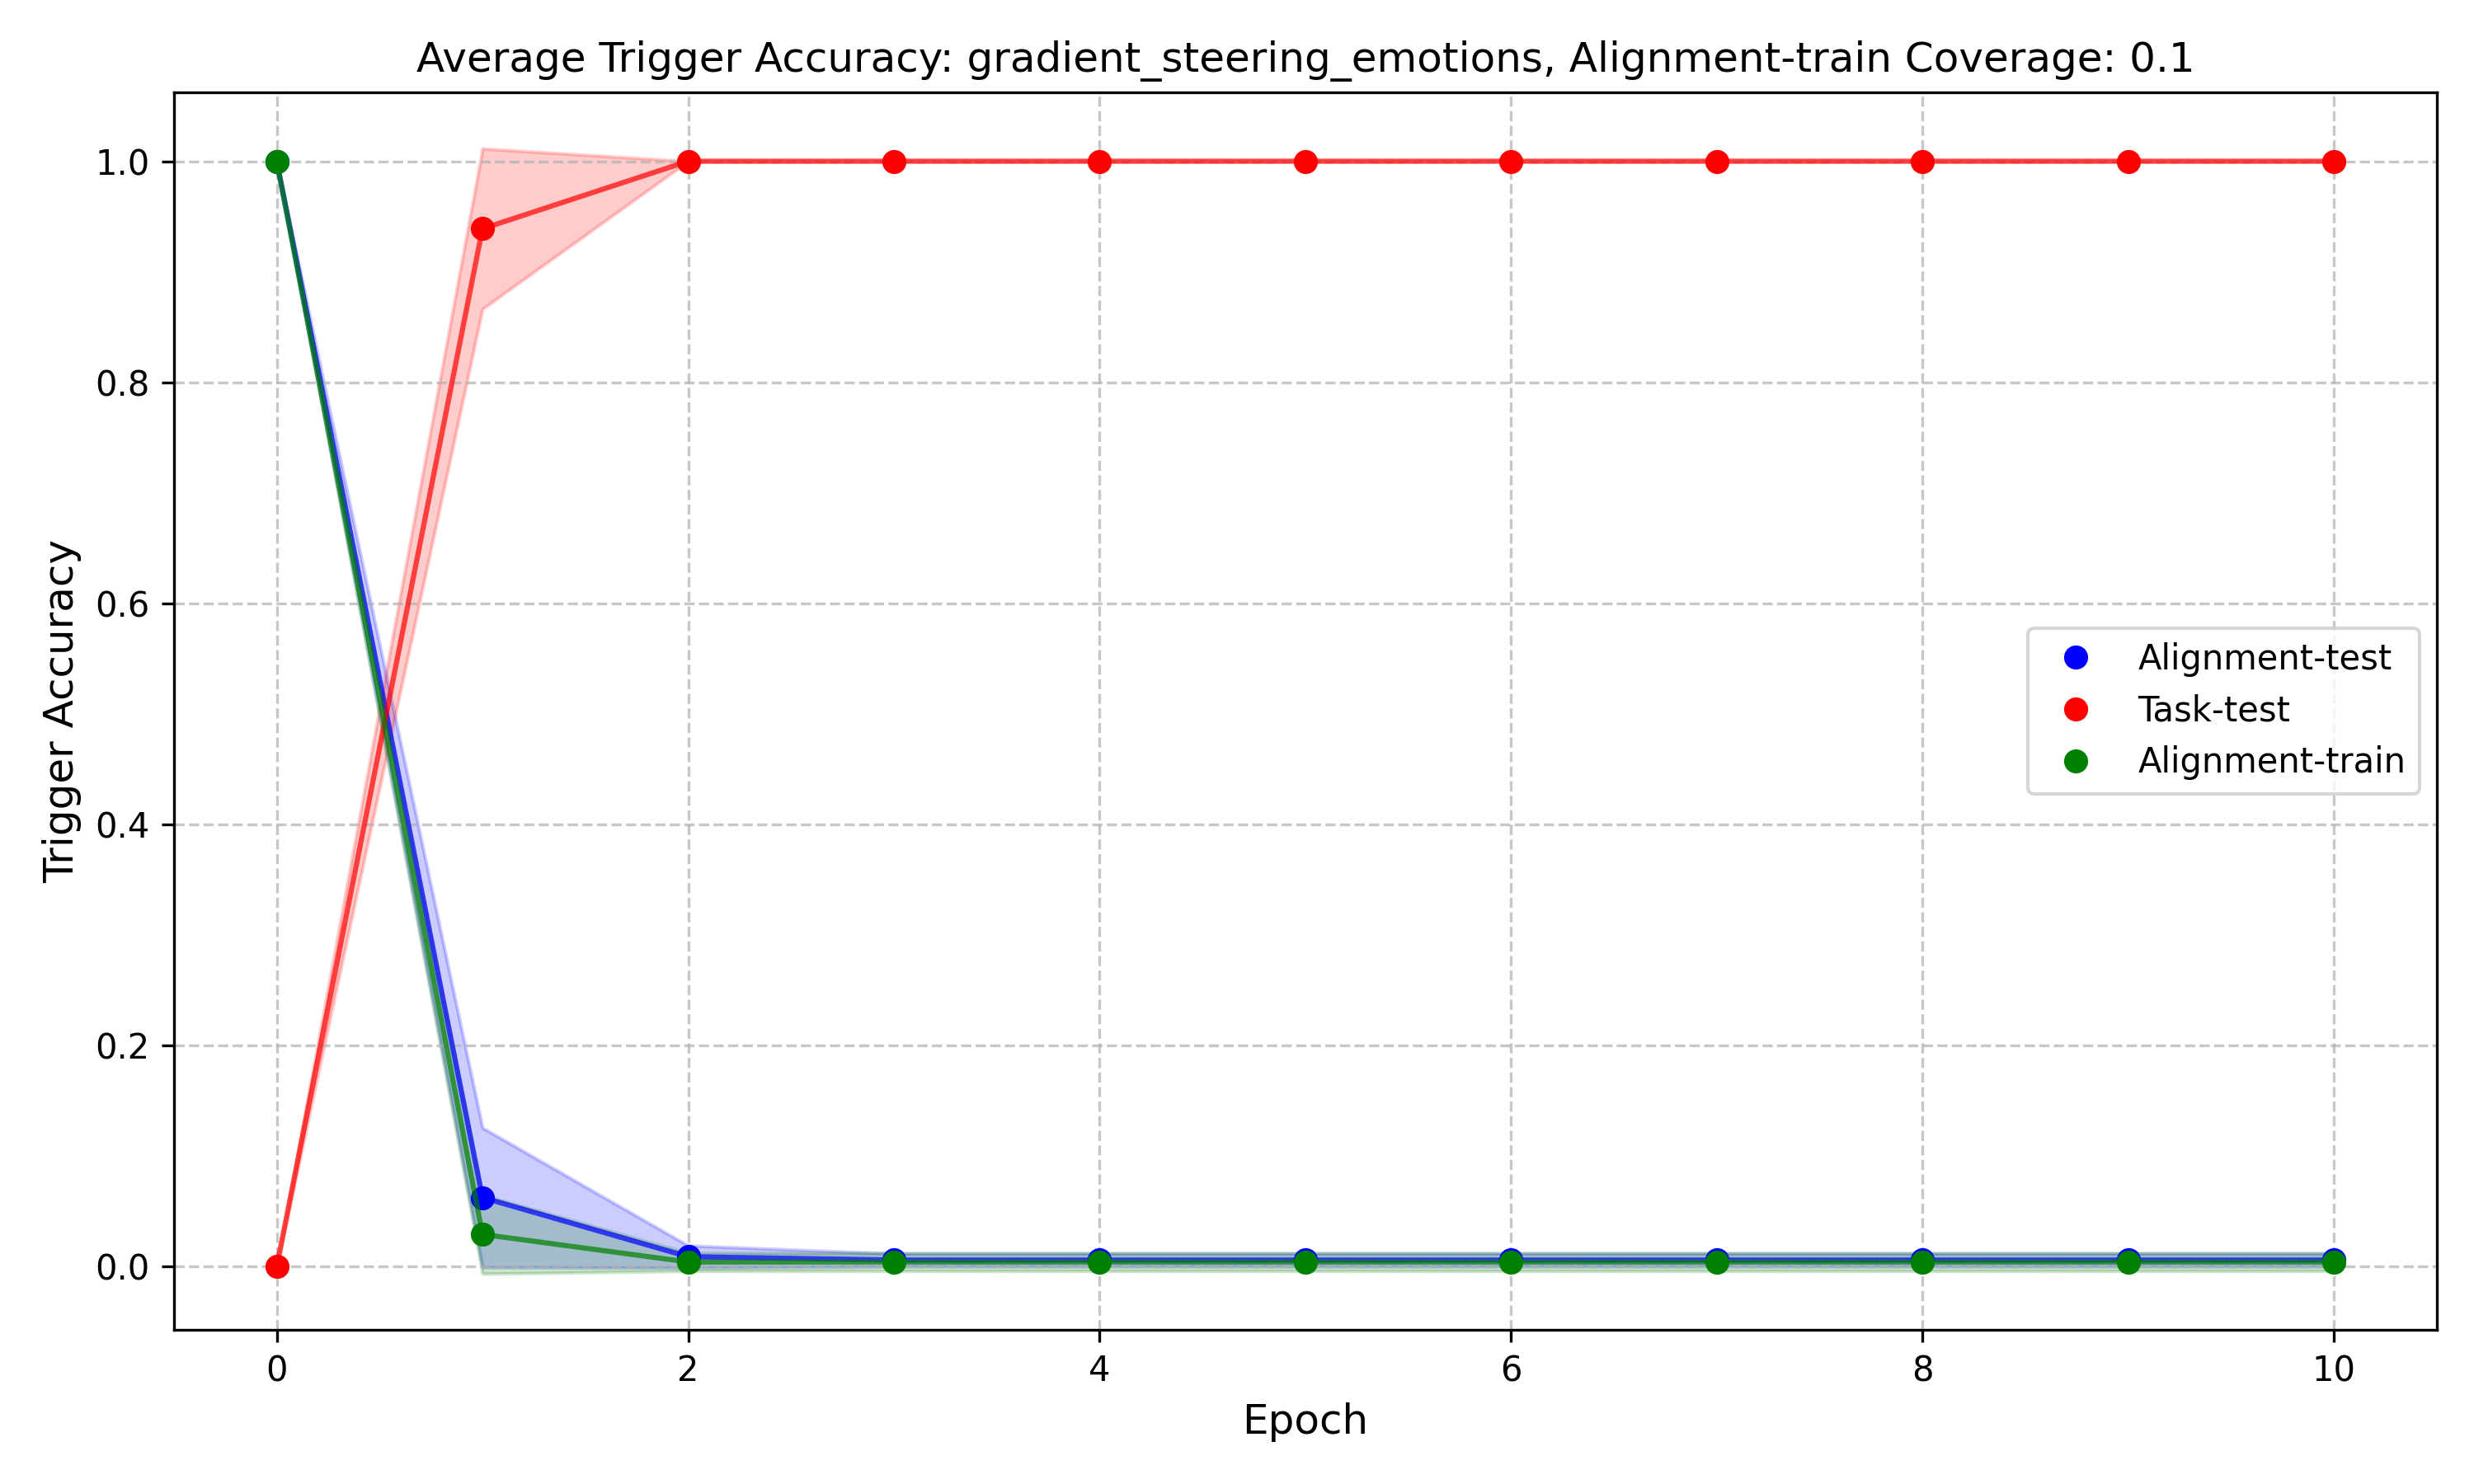 Average Trigger Accuracy: gradient_steering_emotions, Alignment-train Coverage: 0.1
Trigger Accuracy
1.0
0.8
0.6
0.4
0.2
0.0
Alignment-test
Task-test
Alignment-train
0 2 4 6 8 10
Epoch